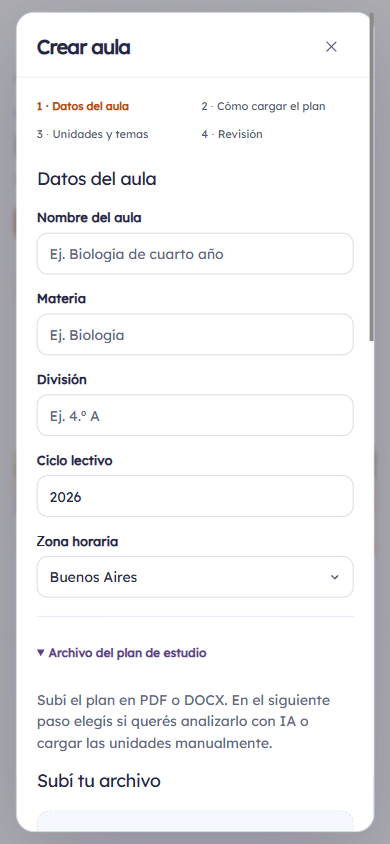 Crear aula
1 · Datos del aula
2 · Cómo cargar el plan
3 · Unidades y temas
4 · Revisión
Datos del aula
Nombre del aula
Ej. Biología de cuarto año
Materia
Ej. Biología
División
Ej. 4.º A
Ciclo lectivo
2026
Zona horaria
Buenos Aires
Archivo del plan de estudio
Subí el plan en PDF o DOCX. En el siguiente
paso elegís si querés analizarlo con IA o
cargar las unidades manualmente.
Subí tu archivo